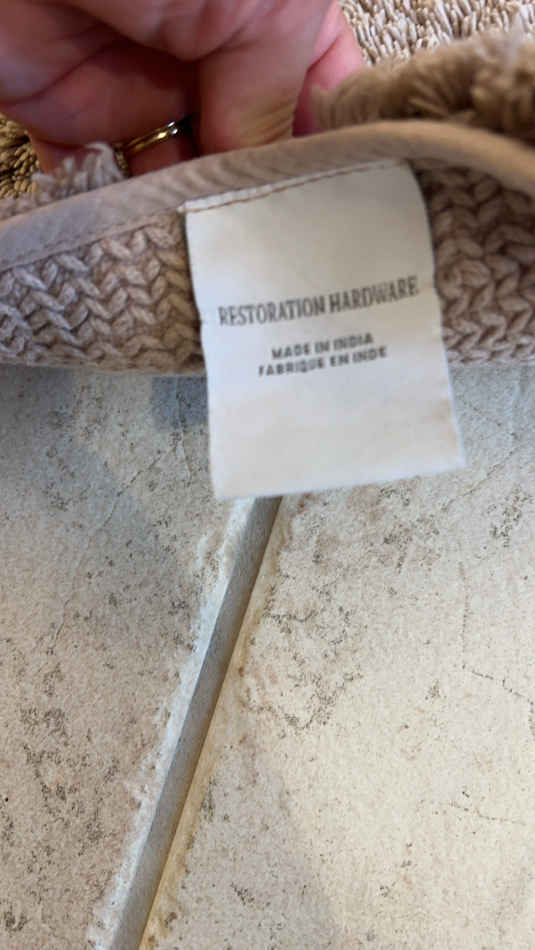 RESTORATION HARDWARE
MADE IN INDIA
FABRIQUE EN INDE